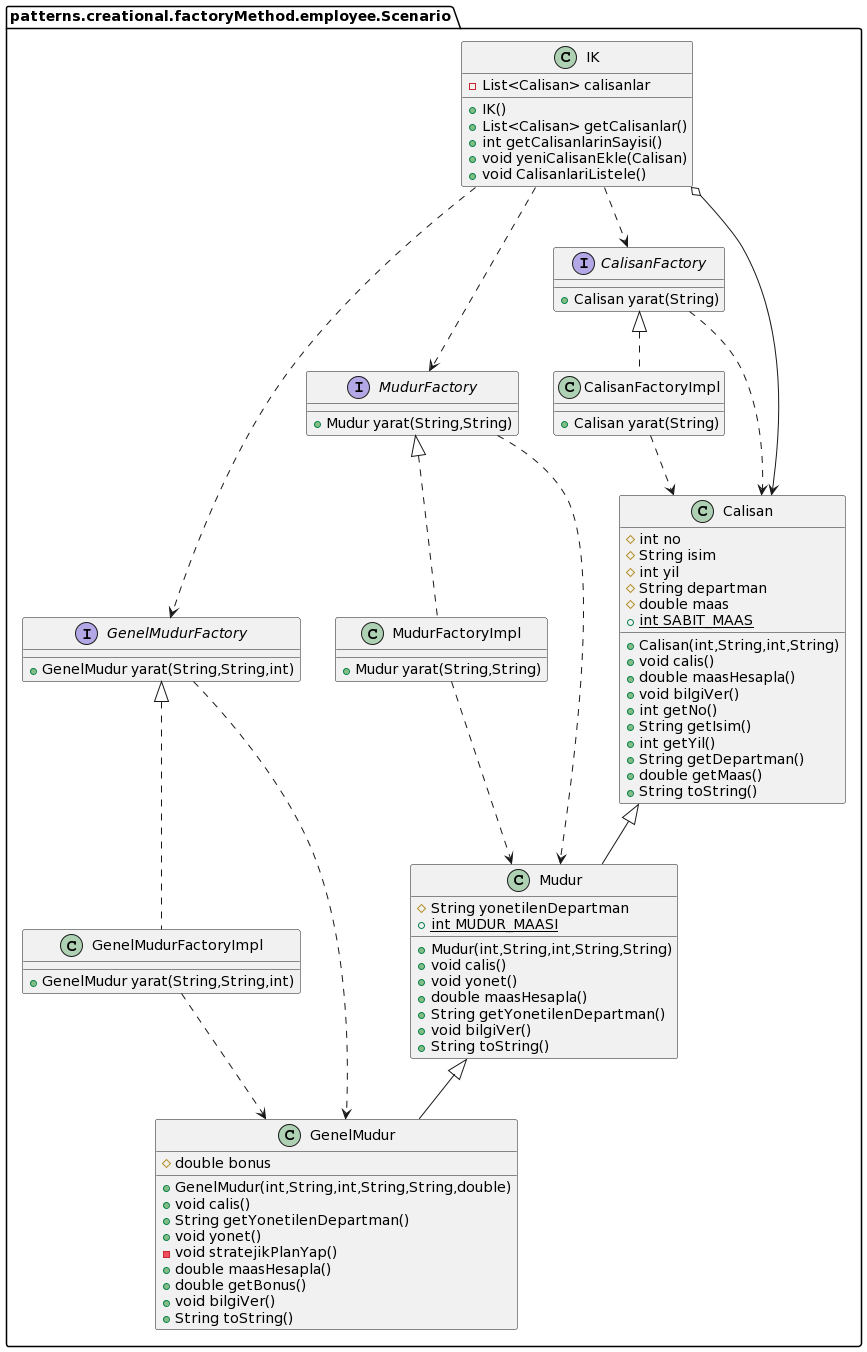 patterns.creational.factoryMethod.employee.Scenario
C IK
List<Calisan> calisanlar
IK()
List<Calisan> getCalisanlar()
int getCalisanlarinSayisi()
void yeniCalisanEkle(Calisan)
void CalisanlariListele()
I CalisanFactory
Calisan yarat(String)
I MudurFactory
Mudur yarat(String,String)
C CalisanFactoryImpl
Calisan yarat(String)
C Calisan
int no
String isim
int yil
String departman
double maas
int SABIT_MAAS
Calisan(int,String,int,String)
void calis()
double maasHesapla()
void bilgiVer()
int getNo()
String getIsim()
int getYil()
String getDepartman()
double getMaas()
String toString()
I GenelMudurFactory
GenelMudur yarat(String,String,int)
C MudurFactoryImpl
Mudur yarat(String,String)
C Mudur
String yonetilenDepartman
int MUDUR_MAASI
Mudur(int,String,int,String,String)
void calis()
void yonet()
double maasHesapla()
String getYonetilenDepartman()
void bilgiVer()
String toString()
C GenelMudurFactoryImpl
GenelMudur yarat(String,String,int)
C GenelMudur
double bonus
GenelMudur(int,String,int,String,String,double)
void calis()
String getYonetilenDepartman()
void yonet()
void stratejikPlanYap()
double maasHesapla()
double getBonus()
void bilgiVer()
String toString()